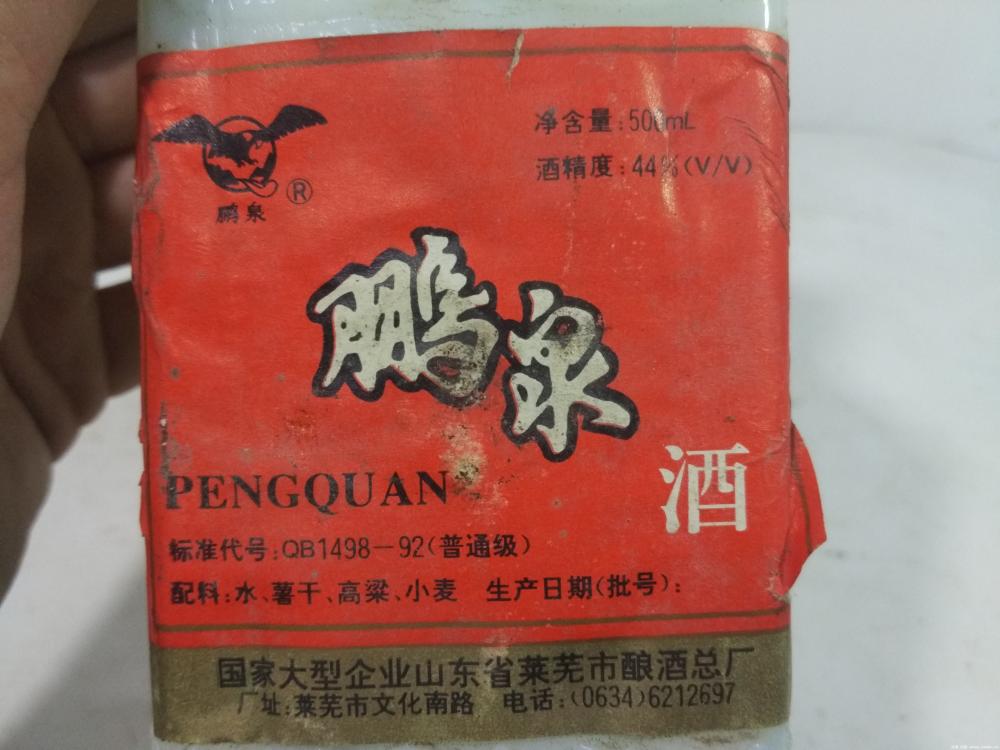 净含量:500mL
酒精度:44%(V/V)
®
鹏泉
鹏泉
酒
PENGQUAN
标准代号:QB1498-92(普通级)
配料:水、薯干、高粱、小麦 生产日期(批号):
国家大型企业山东省莱芜市酿酒总厂
厂址:莱芜市文化南路 电话:(0634)6212697